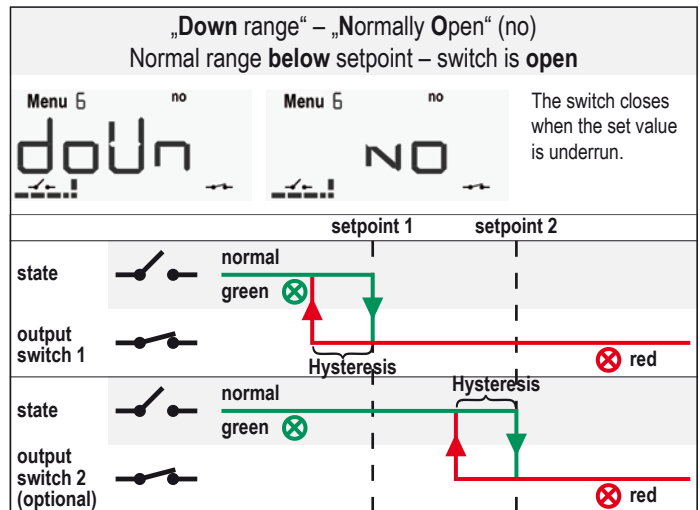 „Down range“ – „Normally Open“ (no)
Normal range below setpoint – switch is open
Menu 6 no
doUn
Menu 6 no
NO
The switch closes
when the set value
is underrun.
setpoint 1 setpoint 2
state
normal
green
output
switch 1
Hysteresis
red
state
normal
green
Hysteresis
output
switch 2
(optional)
red